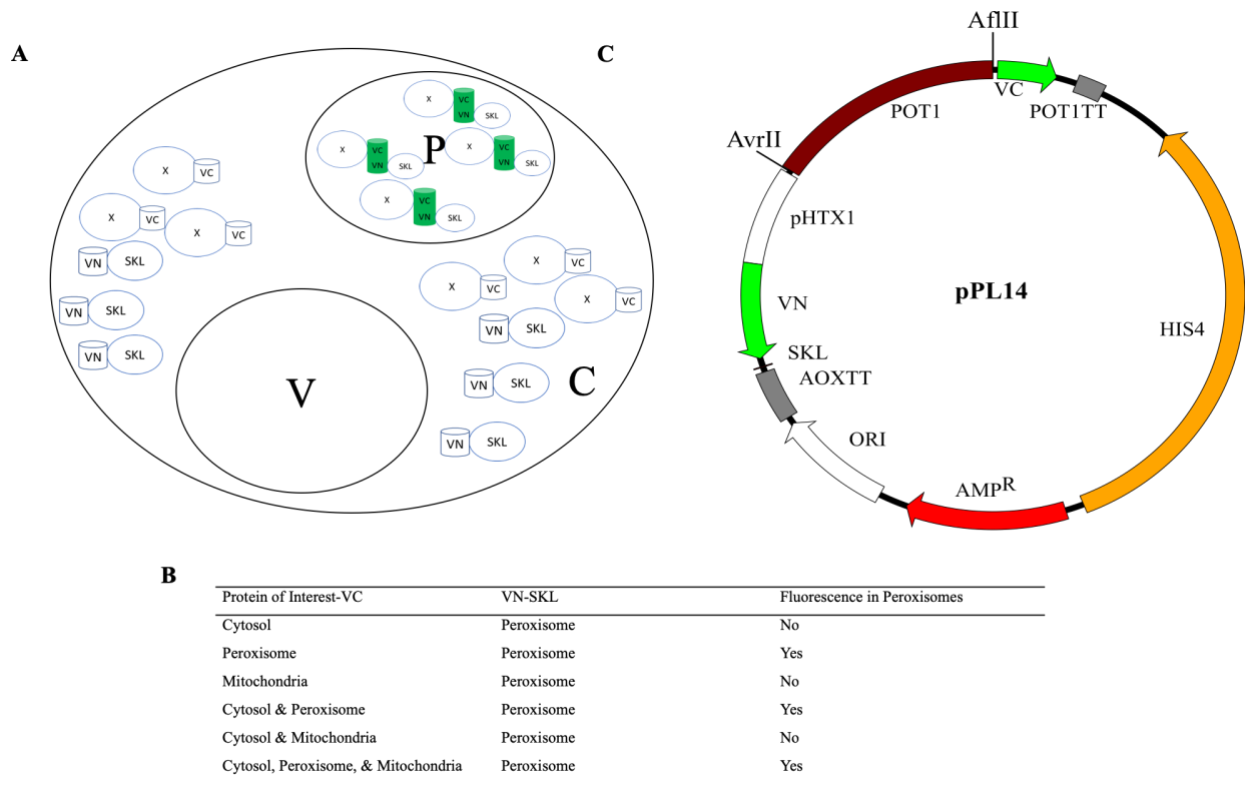 A
X
VC
VN
SKL
X
VC
VN
SKL
P
X
VC
VN
SKL
X
VC
VN
SKL
X
VC
X
VC
X
VC
VN
SKL
VN
SKL
VN
SKL
X
VC
X
VC
X
VC
VN
SKL
VN
SKL
VN
SKL
V
C
C
AflII
VC
POT1
POT1TT
AvrII
pHTX1
VN
pPL14
HIS4
SKL
AOXTT
ORI
AMPR
B
Protein of Interest-VC VN-SKL Fluorescence in Peroxisomes
Cytosol Peroxisome No
Peroxisome Peroxisome Yes
Mitochondria Peroxisome No
Cytosol & Peroxisome Peroxisome Yes
Cytosol & Mitochondria Peroxisome No
Cytosol, Peroxisome, & Mitochondria Peroxisome Yes